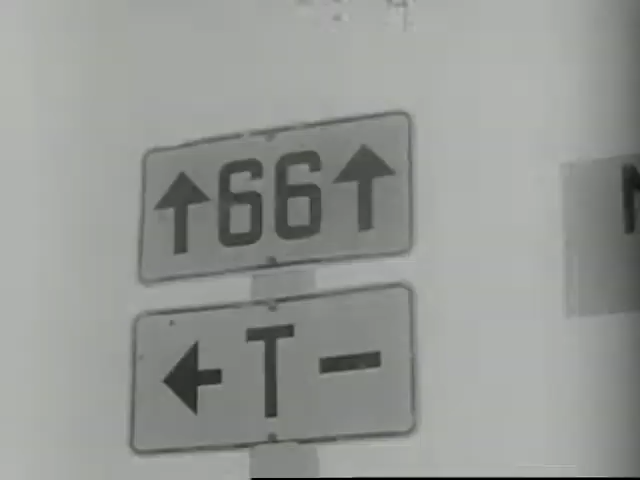 ↑ 66 ↑
← T —